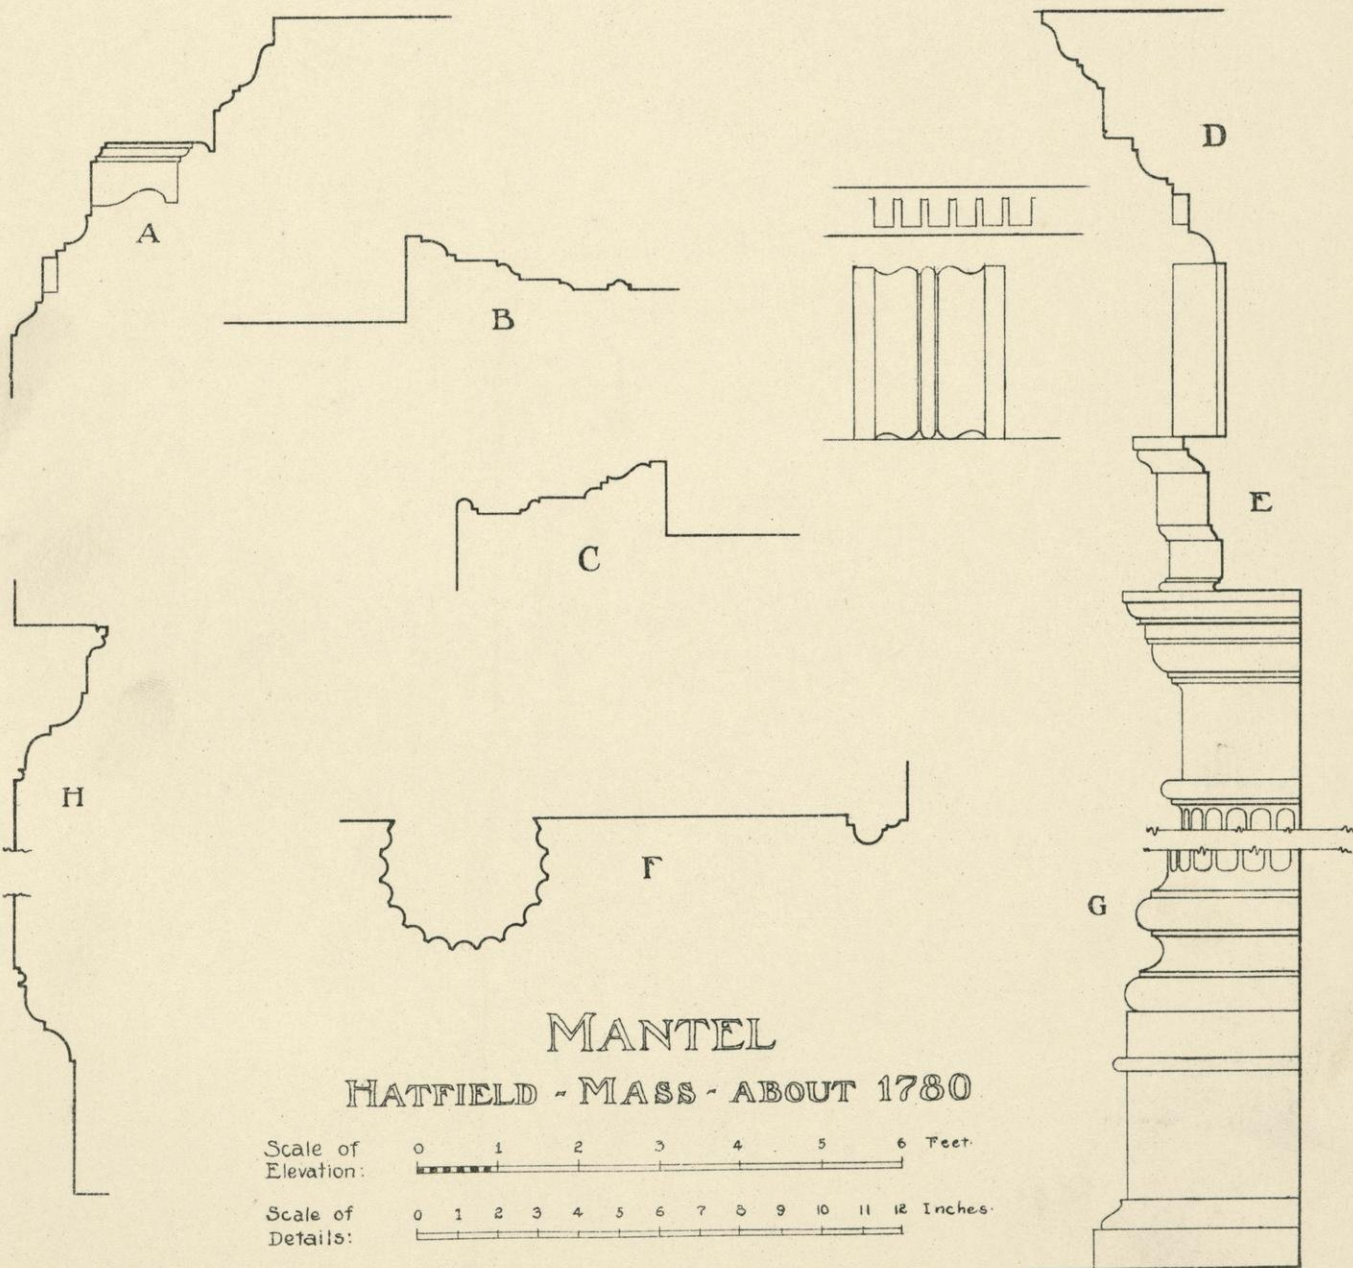 A
B
C
D
E
F
G
H
MANTEL
HATFIELD - MASS - ABOUT 1780
Scale of Elevation: 0 1 2 3 4 5 6 Feet.
Scale of Details: 0 1 2 3 4 5 6 7 8 9 10 11 12 Inches.